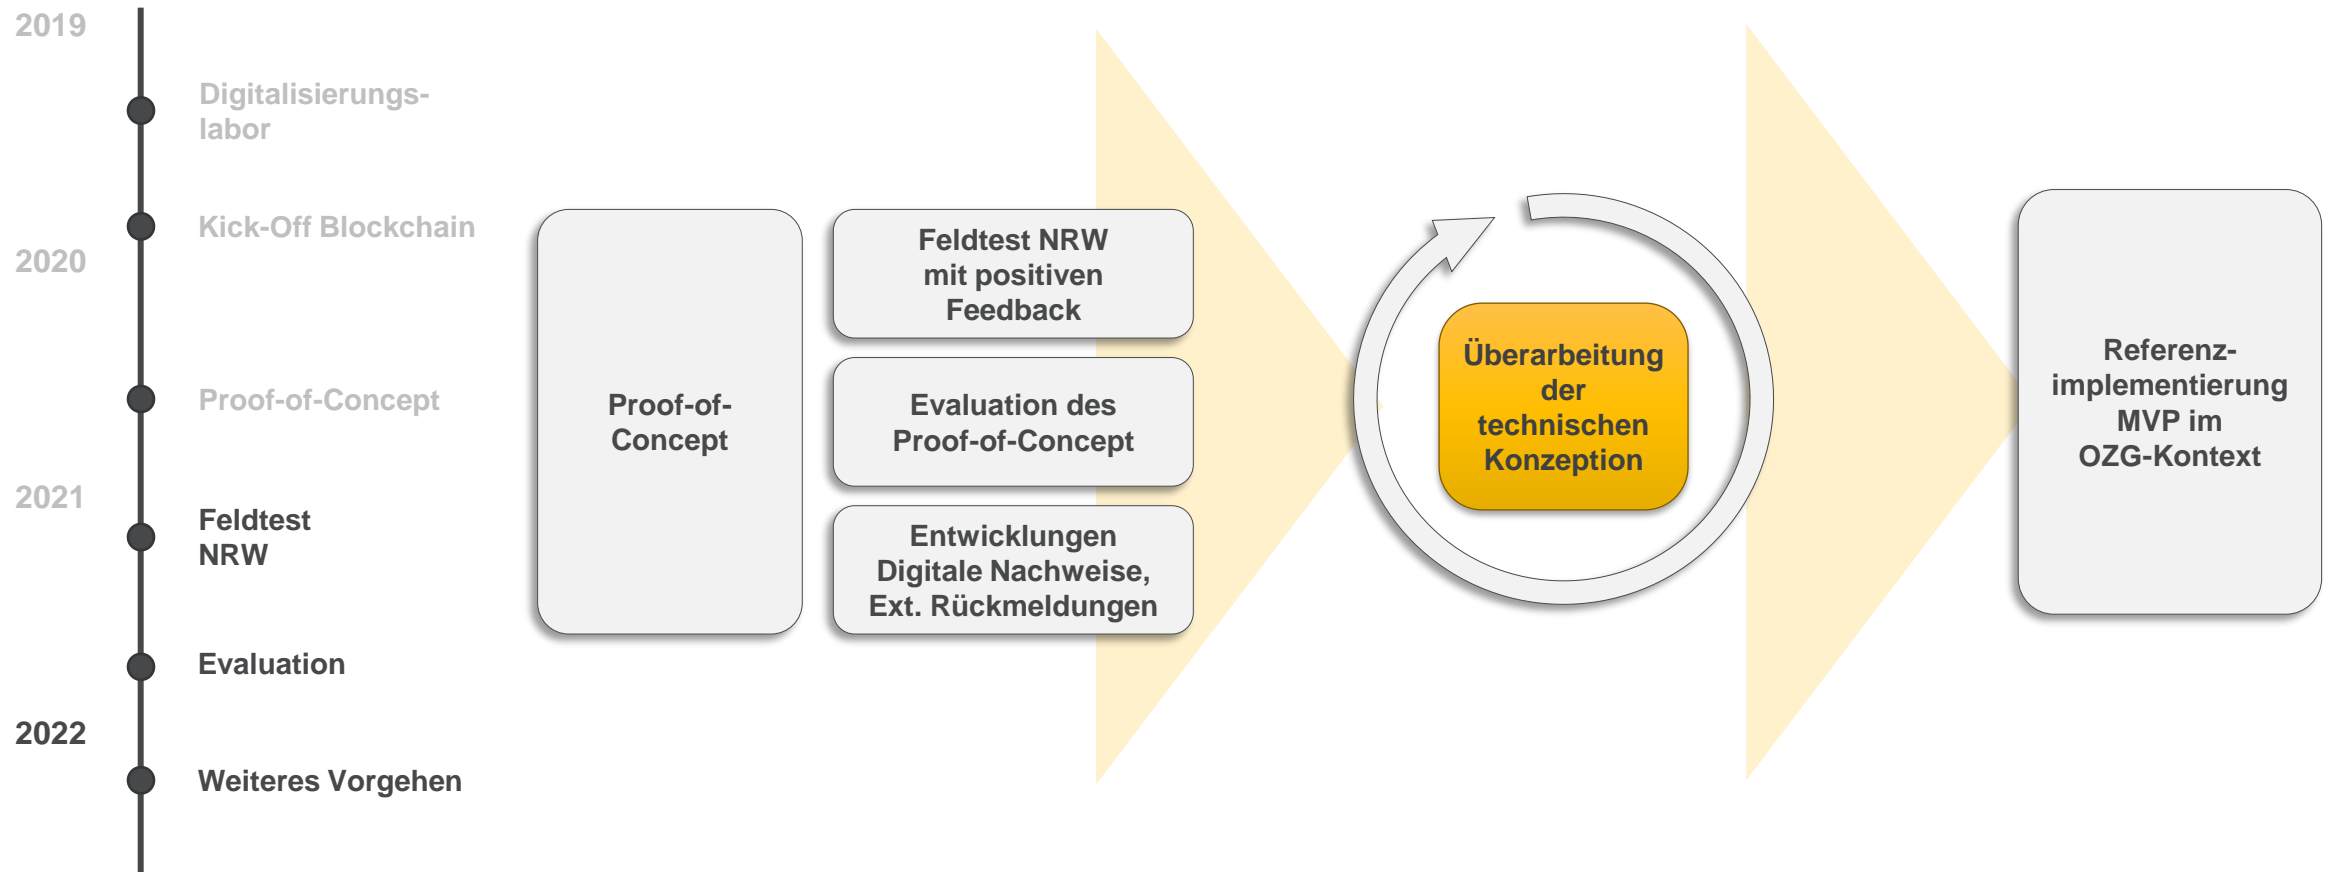 2019
Digitalisierungs-
labor
Kick-Off Blockchain
2020
Proof-of-Concept
2021
Feldtest
NRW
Evaluation
2022
Weiteres Vorgehen
Proof-of-
Concept
Feldtest NRW
mit positiven
Feedback
Evaluation des
Proof-of-Concept
Entwicklungen
Digitale Nachweise,
Ext. Rückmeldungen
Überarbeitung
der
technischen
Konzeption
Referenz-
implementierung
MVP im
OZG-Kontext